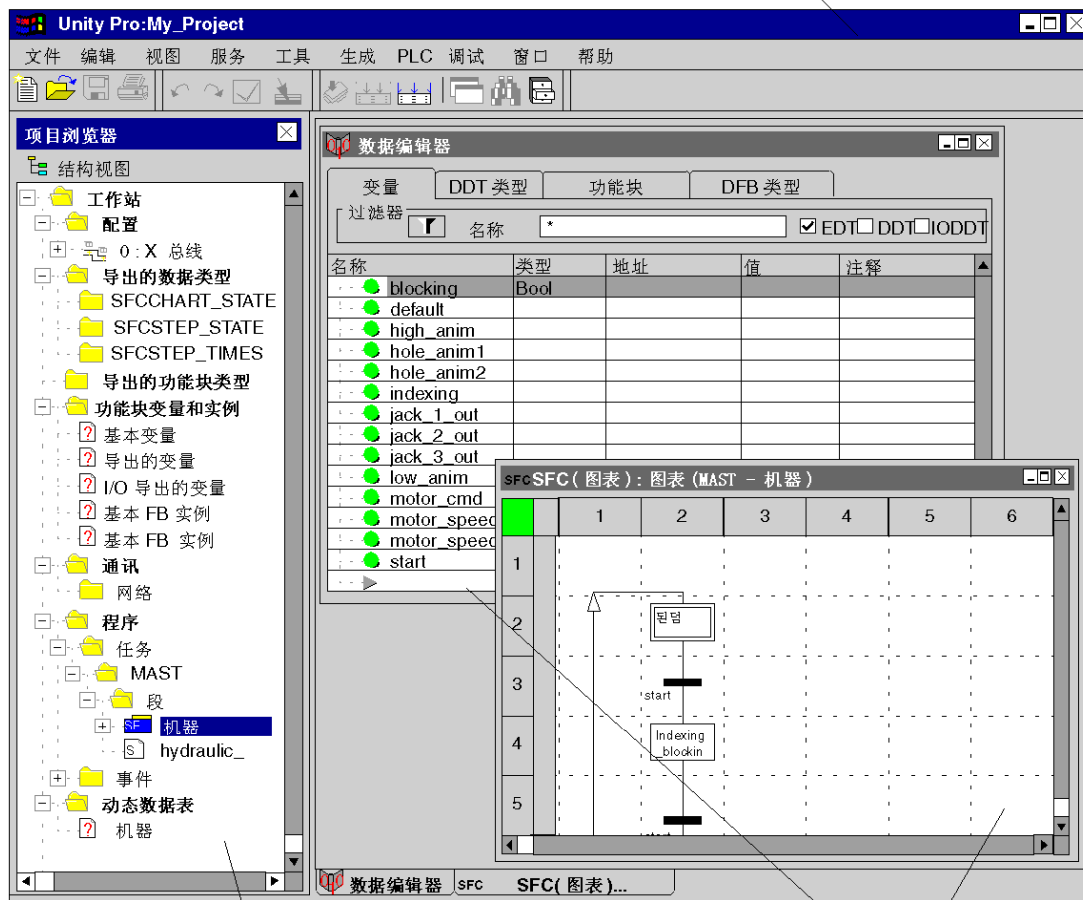 Unity Pro:My_Project
文件 编辑 视图 服务 工具 生成 PLC 调试 窗口 帮助
项目浏览器
结构视图
工作站
配置
0:X 总线
导出的数据类型
SFCCHART_STATE
SFCSTEP_STATE
SFCSTEP_TIMES
导出的功能块类型
功能块变量和实例
基本变量
导出的变量
I/O 导出的变量
基本 FB 实例
基本 FB 实例
通讯
网络
程序
任务
MAST
段
SF 机器
S hydraulic_
事件
动态数据表
机器
数据编辑器
变量 DDT 类型 功能块 DFB 类型
过滤器
名称 * EDT DDT IODDT
名称 类型 地址 值 注释
blocking Bool
default
high_anim
hole_anim1
hole_anim2
indexing
jack_1_out
jack_2_out
jack_3_out
low_anim
motor_cmd
motor_speed
motor_speed
start
SFC SFC(图表):图表(MAST - 机器)
1 2 3 4 5 6
1
2
된덤
3
start
4
Indexing
_blockin
5
数据编辑器 SFC SFC(图表)...